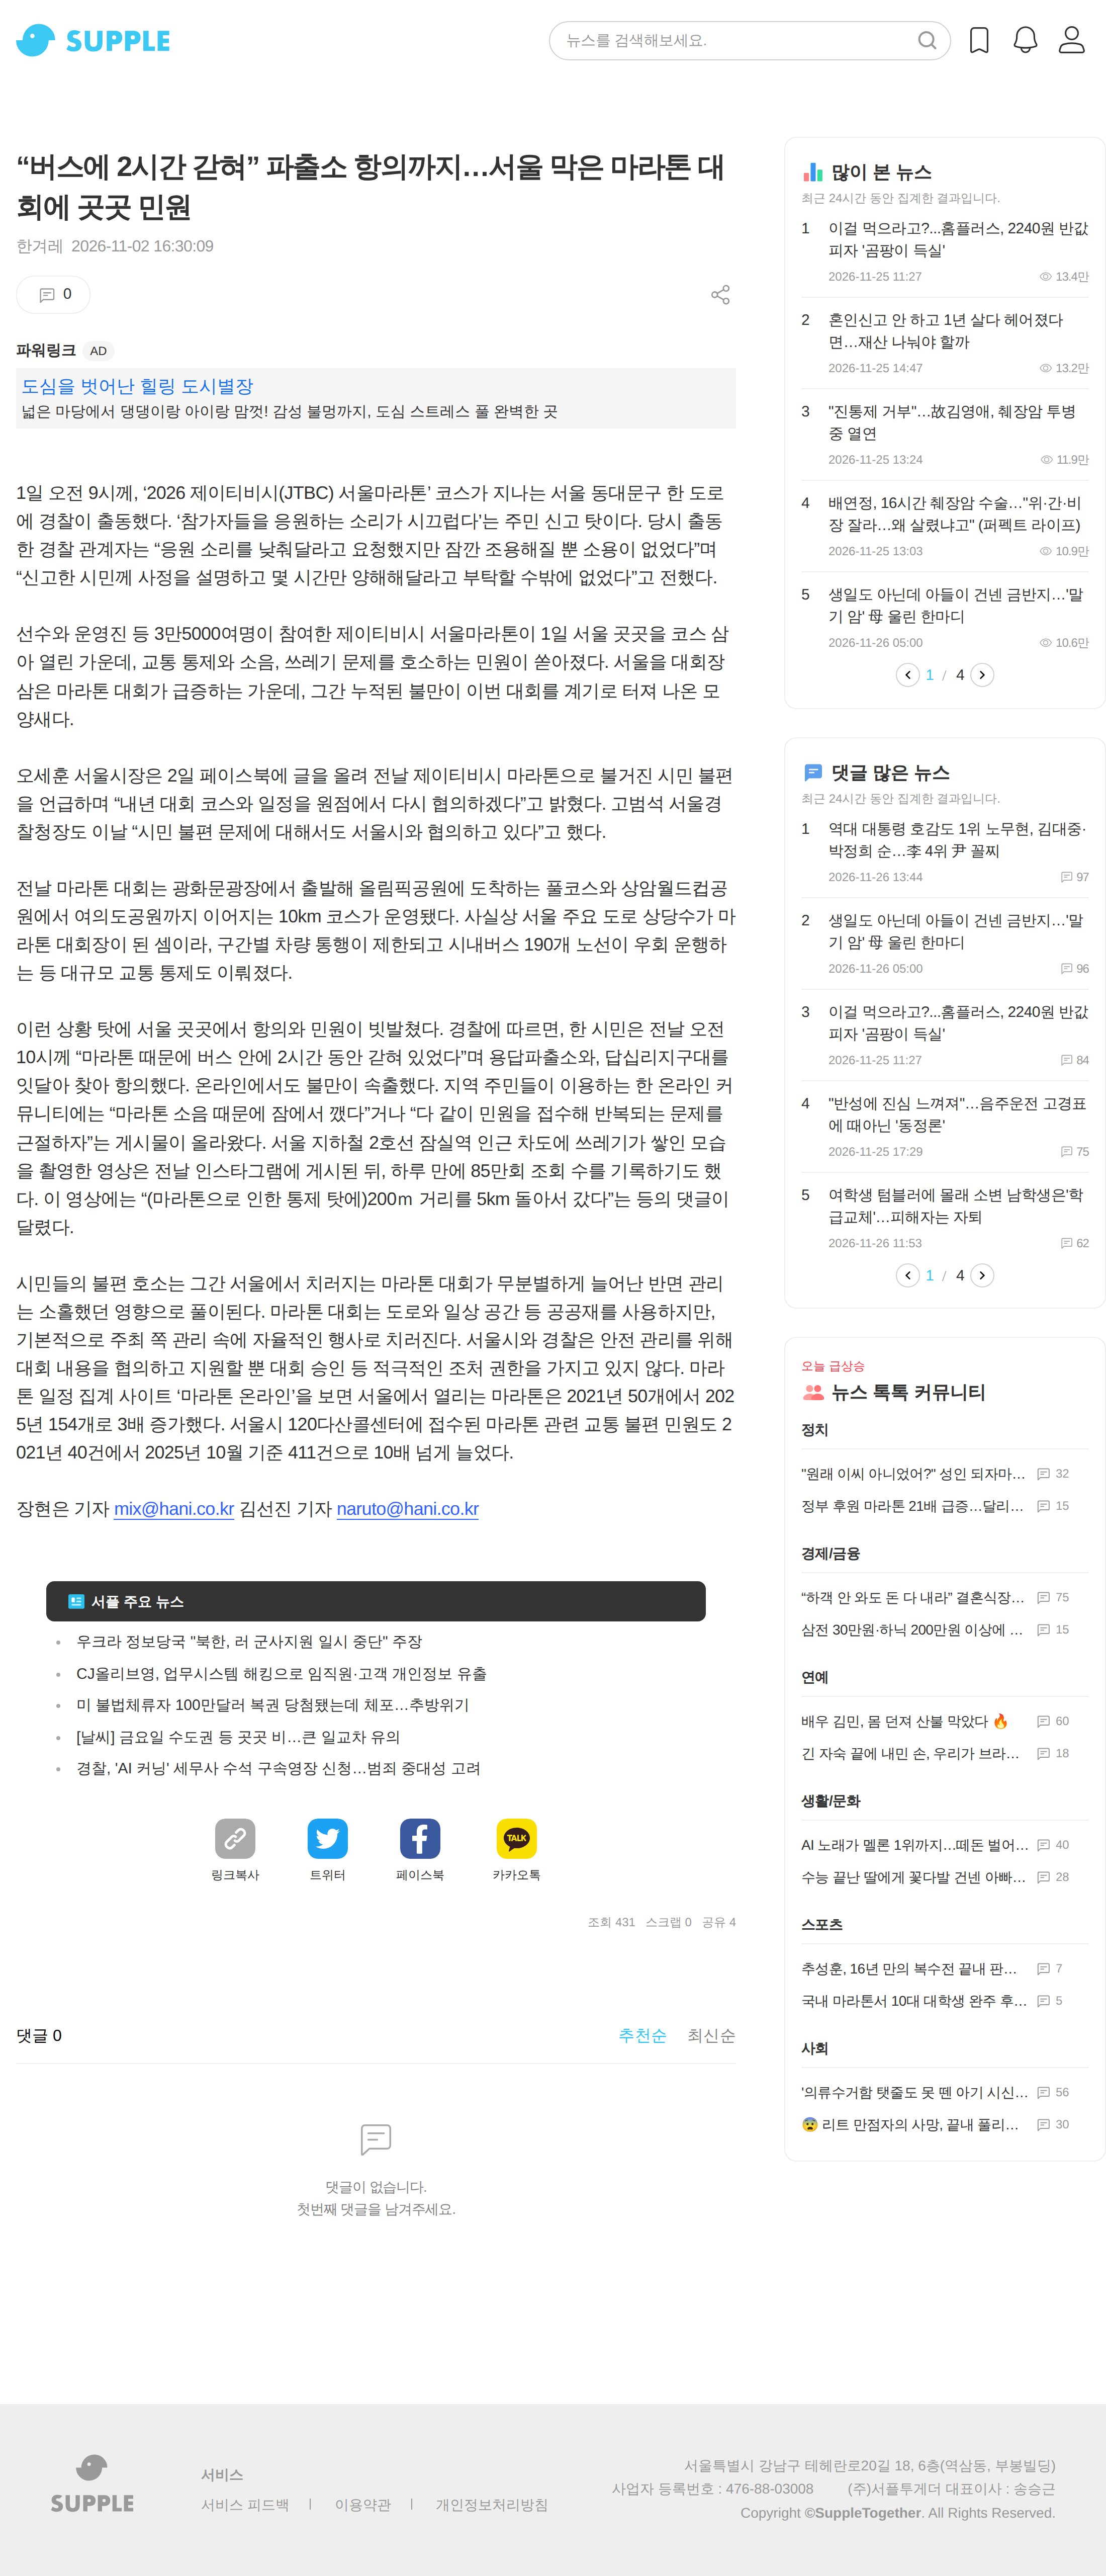 SUPPLE
뉴스를 검색해보세요.
“버스에 2시간 갇혀” 파출소 항의까지…서울 막은 마라톤 대
회에 곳곳 민원
한겨레 2026-11-02 16:30:09
0
파워링크 AD
도심을 벗어난 힐링 도시별장
넓은 마당에서 댕댕이랑 아이랑 맘껏! 감성 불멍까지, 도심 스트레스 풀 완벽한 곳
1일 오전 9시께, ‘2026 제이티비시(JTBC) 서울마라톤’ 코스가 지나는 서울 동대문구 한 도로
에 경찰이 출동했다. ‘참가자들을 응원하는 소리가 시끄럽다’는 주민 신고 탓이다. 당시 출동
한 경찰 관계자는 “응원 소리를 낮춰달라고 요청했지만 잠깐 조용해질 뿐 소용이 없었다”며
“신고한 시민께 사정을 설명하고 몇 시간만 양해해달라고 부탁할 수밖에 없었다”고 전했다.
선수와 운영진 등 3만5000여명이 참여한 제이티비시 서울마라톤이 1일 서울 곳곳을 코스 삼
아 열린 가운데, 교통 통제와 소음, 쓰레기 문제를 호소하는 민원이 쏟아졌다. 서울을 대회장
삼은 마라톤 대회가 급증하는 가운데, 그간 누적된 불만이 이번 대회를 계기로 터져 나온 모
양새다.
오세훈 서울시장은 2일 페이스북에 글을 올려 전날 제이티비시 마라톤으로 불거진 시민 불편
을 언급하며 “내년 대회 코스와 일정을 원점에서 다시 협의하겠다”고 밝혔다. 고범석 서울경
찰청장도 이날 “시민 불편 문제에 대해서도 서울시와 협의하고 있다”고 했다.
전날 마라톤 대회는 광화문광장에서 출발해 올림픽공원에 도착하는 풀코스와 상암월드컵공
원에서 여의도공원까지 이어지는 10km 코스가 운영됐다. 사실상 서울 주요 도로 상당수가 마
라톤 대회장이 된 셈이라, 구간별 차량 통행이 제한되고 시내버스 190개 노선이 우회 운행하
는 등 대규모 교통 통제도 이뤄졌다.
이런 상황 탓에 서울 곳곳에서 항의와 민원이 빗발쳤다. 경찰에 따르면, 한 시민은 전날 오전
10시께 “마라톤 때문에 버스 안에 2시간 동안 갇혀 있었다”며 용답파출소와, 답십리지구대를
잇달아 찾아 항의했다. 온라인에서도 불만이 속출했다. 지역 주민들이 이용하는 한 온라인 커
뮤니티에는 “마라톤 소음 때문에 잠에서 깼다”거나 “다 같이 민원을 접수해 반복되는 문제를
근절하자”는 게시물이 올라왔다. 서울 지하철 2호선 잠실역 인근 차도에 쓰레기가 쌓인 모습
을 촬영한 영상은 전날 인스타그램에 게시된 뒤, 하루 만에 85만회 조회 수를 기록하기도 했
다. 이 영상에는 “(마라톤으로 인한 통제 탓에)200m 거리를 5km 돌아서 갔다”는 등의 댓글이
달렸다.
시민들의 불편 호소는 그간 서울에서 치러지는 마라톤 대회가 무분별하게 늘어난 반면 관리
는 소홀했던 영향으로 풀이된다. 마라톤 대회는 도로와 일상 공간 등 공공재를 사용하지만,
기본적으로 주최 쪽 관리 속에 자율적인 행사로 치러진다. 서울시와 경찰은 안전 관리를 위해
대회 내용을 협의하고 지원할 뿐 대회 승인 등 적극적인 조처 권한을 가지고 있지 않다. 마라
톤 일정 집계 사이트 ‘마라톤 온라인’을 보면 서울에서 열리는 마라톤은 2021년 50개에서 202
5년 154개로 3배 증가했다. 서울시 120다산콜센터에 접수된 마라톤 관련 교통 불편 민원도 2
021년 40건에서 2025년 10월 기준 411건으로 10배 넘게 늘었다.
장현은 기자 mix@hani.co.kr 김선진 기자 naruto@hani.co.kr
서플 주요 뉴스
우크라 정보당국 "북한, 러 군사지원 일시 중단" 주장
CJ올리브영, 업무시스템 해킹으로 임직원·고객 개인정보 유출
미 불법체류자 100만달러 복권 당첨됐는데 체포…추방위기
[날씨] 금요일 수도권 등 곳곳 비…큰 일교차 유의
경찰, 'AI 커닝' 세무사 수석 구속영장 신청…범죄 중대성 고려
TALK
링크복사 트위터 페이스북 카카오톡
조회 431 스크랩 0 공유 4
댓글 0 추천순 최신순
댓글이 없습니다.
첫번째 댓글을 남겨주세요.
많이 본 뉴스
최근 24시간 동안 집계한 결과입니다.
1 이걸 먹으라고?...홈플러스, 2240원 반값
피자 '곰팡이 득실'
2026-11-25 11:27 13.4만
2 혼인신고 안 하고 1년 살다 헤어졌다
면…재산 나눠야 할까
2026-11-25 14:47 13.2만
3 "진통제 거부"…故김영애, 췌장암 투병
중 열연
2026-11-25 13:24 11.9만
4 배연정, 16시간 췌장암 수술…"위·간·비
장 잘라…왜 살렸냐고" (퍼펙트 라이프)
2026-11-25 13:03 10.9만
5 생일도 아닌데 아들이 건넨 금반지…'말
기 암' 母 울린 한마디
2026-11-26 05:00 10.6만
1 / 4
댓글 많은 뉴스
최근 24시간 동안 집계한 결과입니다.
1 역대 대통령 호감도 1위 노무현, 김대중·
박정희 순…李 4위 尹 꼴찌
2026-11-26 13:44 97
2 생일도 아닌데 아들이 건넨 금반지…'말
기 암' 母 울린 한마디
2026-11-26 05:00 96
3 이걸 먹으라고?...홈플러스, 2240원 반값
피자 '곰팡이 득실'
2026-11-25 11:27 84
4 "반성에 진심 느껴져"…음주운전 고경표
에 때아닌 '동정론'
2026-11-25 17:29 75
5 여학생 텀블러에 몰래 소변 남학생은'학
급교체'…피해자는 자퇴
2026-11-26 11:53 62
1 / 4
오늘 급상승
뉴스 톡톡 커뮤니티
정치
"원래 이씨 아니었어?" 성인 되자마… 32
정부 후원 마라톤 21배 급증…달리… 15
경제/금융
“하객 안 와도 돈 다 내라” 결혼식장… 75
삼전 30만원·하닉 200만원 이상에 … 15
연예
배우 김민, 몸 던져 산불 막았다 🔥 60
긴 자숙 끝에 내민 손, 우리가 브라… 18
생활/문화
AI 노래가 멜론 1위까지…떼돈 벌어… 40
수능 끝난 딸에게 꽃다발 건넨 아빠… 28
스포츠
추성훈, 16년 만의 복수전 끝내 판… 7
국내 마라톤서 10대 대학생 완주 후… 5
사회
'의류수거함 탯줄도 못 뗀 아기 시신… 56
😨 리트 만점자의 사망, 끝내 풀리… 30
SUPPLE
서비스
서비스 피드백 | 이용약관 | 개인정보처리방침
서울특별시 강남구 테헤란로20길 18, 6층(역삼동, 부봉빌딩)
사업자 등록번호 : 476-88-03008 (주)서플투게더 대표이사 : 송승근
Copyright ©SuppleTogether. All Rights Reserved.